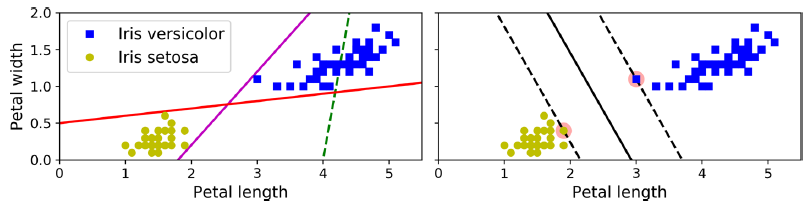 2.0
1.5
1.0
0.5
0.0
Petal width
Iris versicolor
Iris setosa
0 1 2 3 4 5
Petal length
0 1 2 3 4 5
Petal length